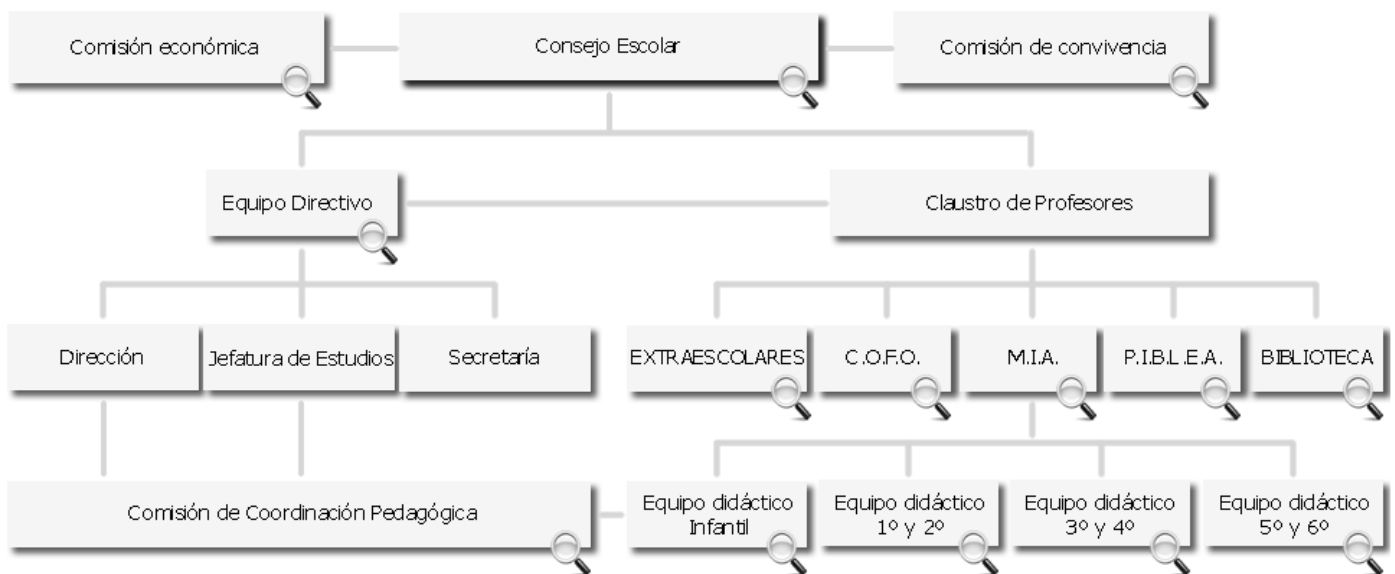 Comisión económica
Consejo Escolar
Comisión de convivencia
Equipo Directivo
Claustro de Profesores
Dirección
Jefatura de Estudios
Secretaría
EXTRAESCOLARES
C.O.F.O.
M.I.A.
P.I.B.L.E.A.
BIBLIOTECA
Comisión de Coordinación Pedagógica
Equipo didáctico
Infantil
Equipo didáctico
1º y 2º
Equipo didáctico
3º y 4º
Equipo didáctico
5º y 6º